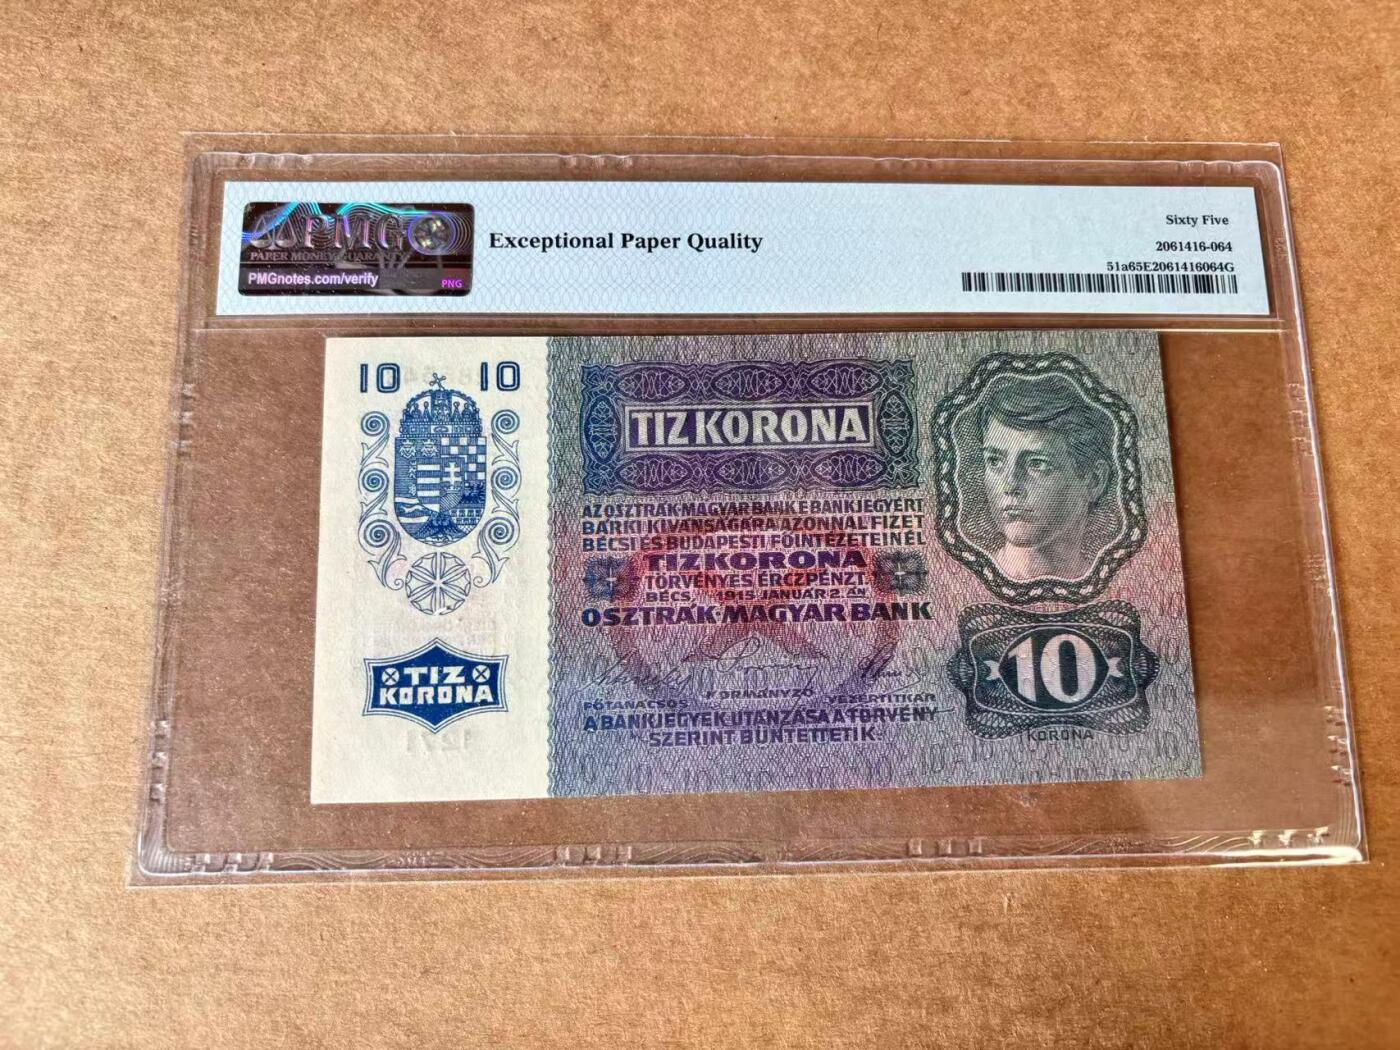 PMG
PAPER MONEY GUARANTY
PMGnotes.com/verify
PNG
Exceptional Paper Quality
Sixty Five
2061416-064
51a65E2061416064G
10 10
TIZ
KORONA
TIZ KORONA
AZ OSZTRÁK-MAGYAR BANK E BANKJEGYÉRT
BÁRKI KIVÁNSÁGÁRA AZONNAL FIZET
BÉCSI ÉS BUDAPESTI FŐINTÉZETEINÉL
TIZ KORONA
TÖRVÉNYES ÉRCZPÉNZT.
BÉCS, 1915 JANUÁR 2.ÁN
OSZTRÁK-MAGYAR BANK
FŐTANÁCSOS
KORMÁNYZÓ
VEZÉRTITKÁR
A BANKJEGYEK UTÁNZÁSA A TÖRVÉNY
SZERINT BÜNTETTETIK.
10
KORONA